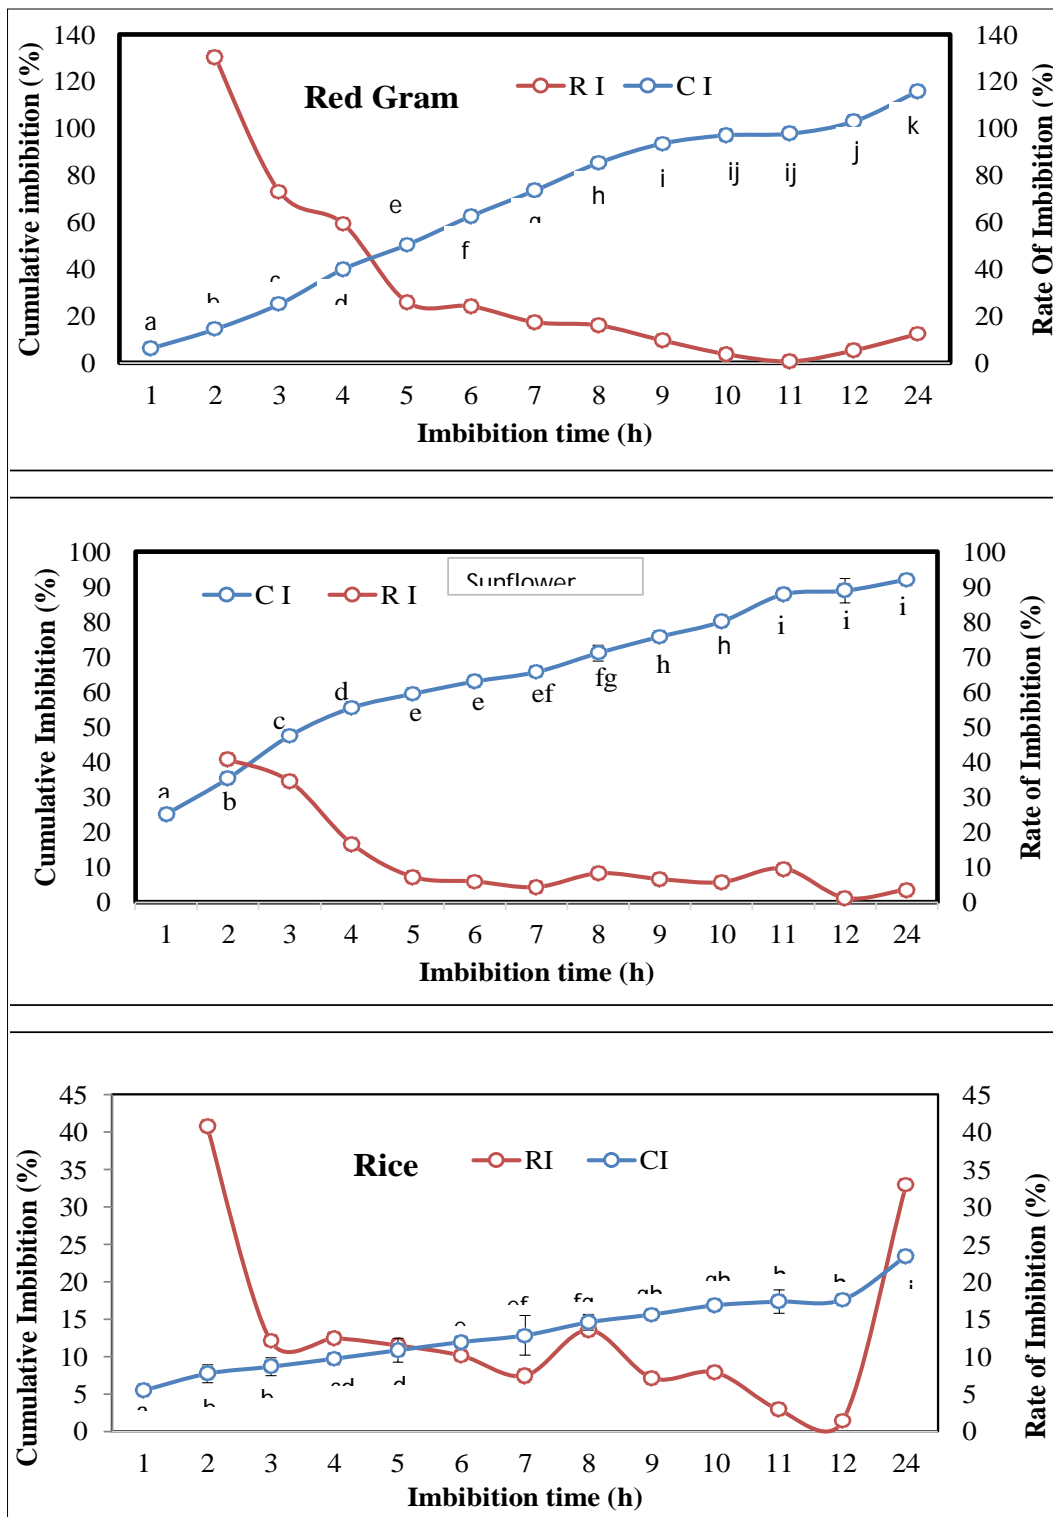 140 140
120 120
100 100
80 80
60 60
40 40
20 20
0 0
Cumulative imbibition (%)
Rate Of Imbibition (%)
Red Gram
R I C I
a d e f h i ij ij j k
1 2 3 4 5 6 7 8 9 10 11 12 24
Imbibition time (h)
100 100
90 90
80 80
70 70
60 60
50 50
40 40
30 30
20 20
10 10
0 0
Cumulative Imbibition (%)
Rate of Imbibition (%)
Sunflower
C I R I
a b c d e e ef fg h h i i i
1 2 3 4 5 6 7 8 9 10 11 12 24
Imbibition time (h)
45 45
40 40
35 35
30 30
25 25
20 20
15 15
10 10
5 5
0 0
Cumulative Imbibition (%)
Rate of Imbibition (%)
Rice
RI CI
1 2 3 4 5 6 7 8 9 10 11 12 24
Imbibition time (h)